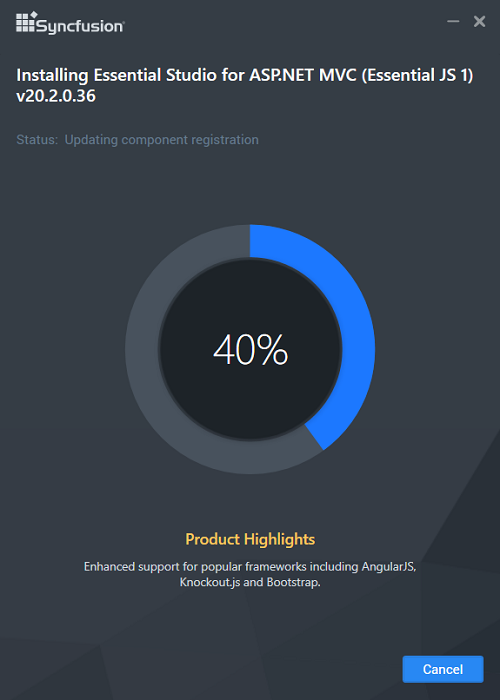 Syncfusion
Installing Essential Studio for ASP.NET MVC (Essential JS 1)
v20.2.0.36
Status: Updating component registration
40%
Product Highlights
Enhanced support for popular frameworks including AngularJS,
Knockout.js and Bootstrap.
Cancel